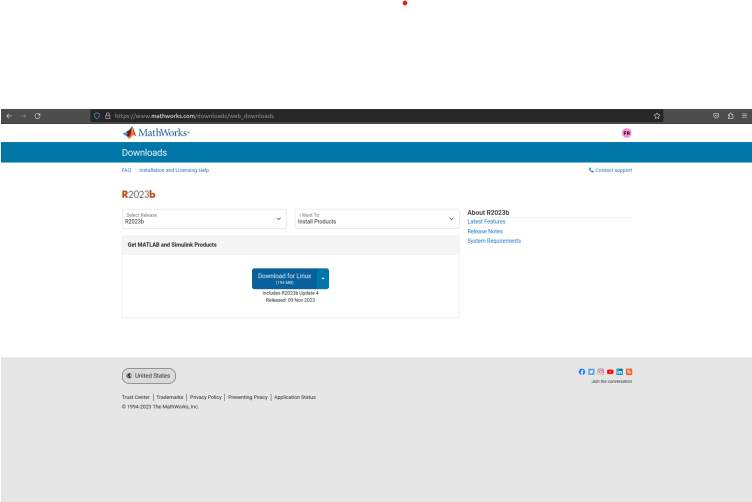 https://www.mathworks.com/downloads/web_downloads
MathWorks®
FR
Downloads
FAQ | Installation and Licensing Help
Contact support
R2023b
Select Release
R2023b
I Want To:
Install Products
About R2023b
Latest Features
Release Notes
System Requirements
Get MATLAB and Simulink Products
Download for Linux
(194 MB)
Includes R2023b Update 4
Released: 09 Nov 2023
United States
Join the conversation
Trust Center | Trademarks | Privacy Policy | Preventing Piracy | Application Status
© 1994-2023 The MathWorks, Inc.